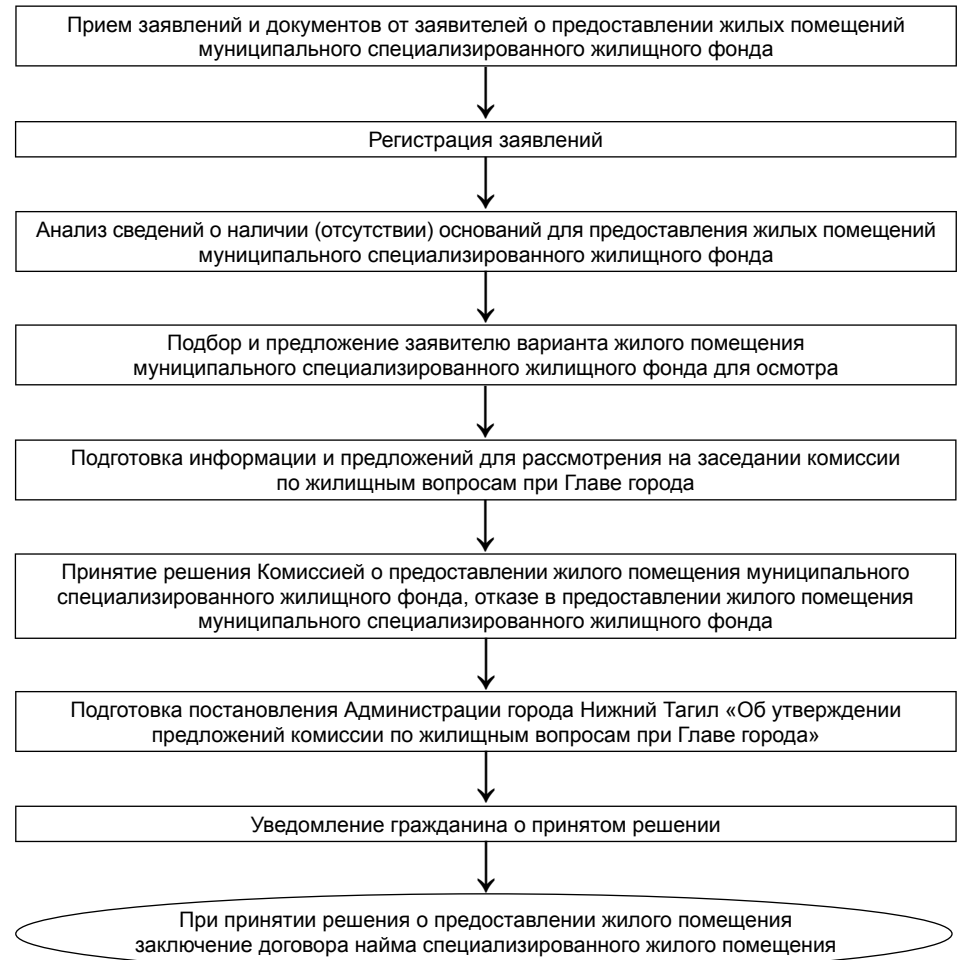 Прием заявлений и документов от заявителей о предоставлении жилых помещений
муниципального специализированного жилищного фонда
Регистрация заявлений
Анализ сведений о наличии (отсутствии) оснований для предоставления жилых помещений
муниципального специализированного жилищного фонда
Подбор и предложение заявителю варианта жилого помещения
муниципального специализированного жилищного фонда для осмотра
Подготовка информации и предложений для рассмотрения на заседании комиссии
по жилищным вопросам при Главе города
Принятие решения Комиссией о предоставлении жилого помещения муниципального
специализированного жилищного фонда, отказе в предоставлении жилого помещения
муниципального специализированного жилищного фонда
Подготовка постановления Администрации города Нижний Тагил «Об утверждении
предложений комиссии по жилищным вопросам при Главе города»
Уведомление гражданина о принятом решении
При принятии решения о предоставлении жилого помещения
заключение договора найма специализированного жилого помещения